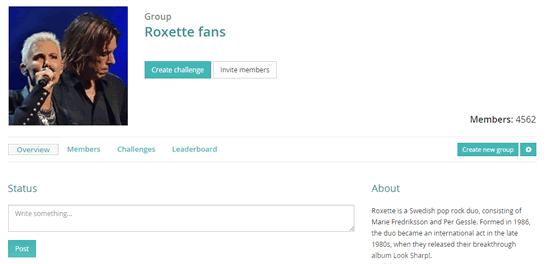 Group
Roxette fans
Create challenge
Invite members
Members: 4562
Overview
Members
Challenges
Leaderboard
Create new group
Status
Write something...
Post
About
Roxette is a Swedish pop rock duo, consisting of
Marie Fredriksson and Per Gessle. Formed in 1986,
the duo became an international act in the late
1980s, when they released their breakthrough
album Look Sharp!.